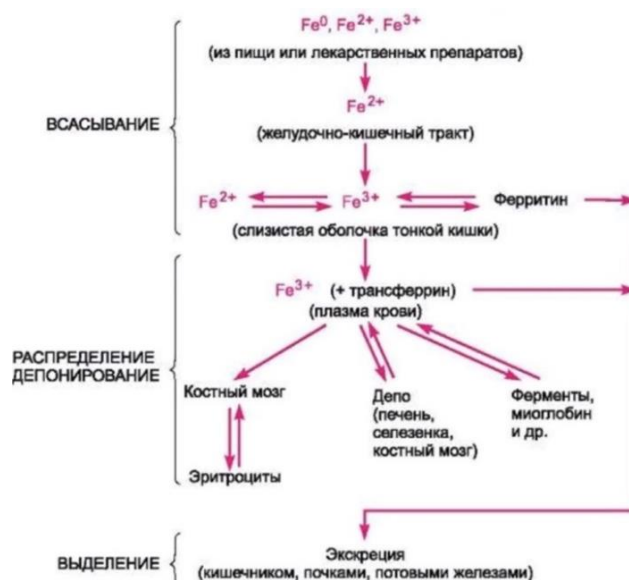 Fe⁰, Fe²⁺, Fe³⁺
(из пищи или лекарственных препаратов)
Fe²⁺
ВСАСЫВАНИЕ
(желудочно-кишечный тракт)
Fe²⁺ Fe³⁺ Ферритин
(слизистая оболочка тонкой кишки)
Fe³⁺ (+ трансферрин)
(плазма крови)
РАСПРЕДЕЛЕНИЕ
ДЕПОНИРОВАНИЕ
Костный мозг
Депо
(печень,
селезенка,
костный мозг)
Ферменты,
миоглобин
и др.
Эритроциты
ВЫДЕЛЕНИЕ
Экскреция
(кишечником, почками, потовыми железами)